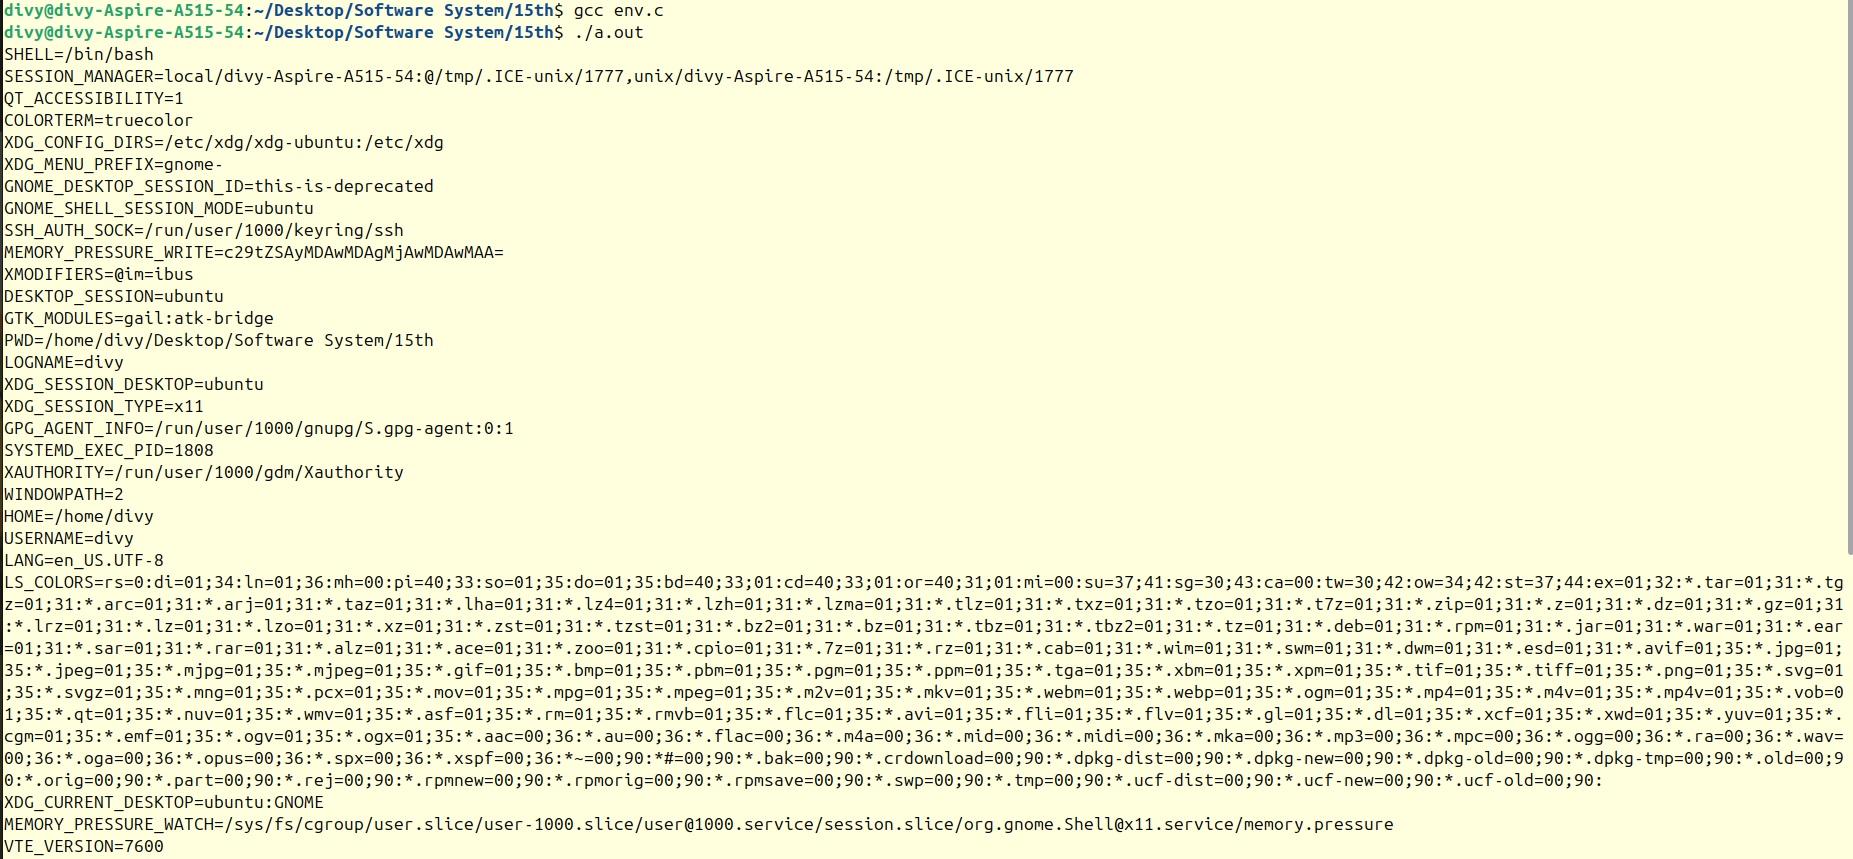 divy@divy-Aspire-A515-54:~/Desktop/Software System/15th$ gcc env.c
divy@divy-Aspire-A515-54:~/Desktop/Software System/15th$ ./a.out
SHELL=/bin/bash
SESSION_MANAGER=local/divy-Aspire-A515-54:@/tmp/.ICE-unix/1777,unix/divy-Aspire-A515-54:/tmp/.ICE-unix/1777
QT_ACCESSIBILITY=1
COLORTERM=truecolor
XDG_CONFIG_DIRS=/etc/xdg/xdg-ubuntu:/etc/xdg
XDG_MENU_PREFIX=gnome-
GNOME_DESKTOP_SESSION_ID=this-is-deprecated
GNOME_SHELL_SESSION_MODE=ubuntu
SSH_AUTH_SOCK=/run/user/1000/keyring/ssh
MEMORY_PRESSURE_WRITE=c29tZSAyMDAwMDAgMjAwMDAwMAA=
XMODIFIERS=@im=ibus
DESKTOP_SESSION=ubuntu
GTK_MODULES=gail:atk-bridge
PWD=/home/divy/Desktop/Software System/15th
LOGNAME=divy
XDG_SESSION_DESKTOP=ubuntu
XDG_SESSION_TYPE=x11
GPG_AGENT_INFO=/run/user/1000/gnupg/S.gpg-agent:0:1
SYSTEMD_EXEC_PID=1808
XAUTHORITY=/run/user/1000/gdm/Xauthority
WINDOWPATH=2
HOME=/home/divy
USERNAME=divy
LANG=en_US.UTF-8
LS_COLORS=rs=0:di=01;34:ln=01;36:mh=00:pi=40;33:so=01;35:do=01;35:bd=40;33;01:cd=40;33;01:or=40;31;01:mi=00:su=37;41:sg=30;43:ca=00:tw=30;42:ow=34;42:st=37;44:ex=01;32:*.tar=01;31:*.tg
z=01;31:*.arc=01;31:*.arj=01;31:*.taz=01;31:*.lha=01;31:*.lz4=01;31:*.lzh=01;31:*.lzma=01;31:*.tlz=01;31:*.txz=01;31:*.tzo=01;31:*.t7z=01;31:*.zip=01;31:*.z=01;31:*.dz=01;31:*.gz=01;31
:*.lrz=01;31:*.lz=01;31:*.lzo=01;31:*.xz=01;31:*.zst=01;31:*.tzst=01;31:*.bz2=01;31:*.bz=01;31:*.tbz=01;31:*.tbz2=01;31:*.tz=01;31:*.deb=01;31:*.rpm=01;31:*.jar=01;31:*.war=01;31:*.ear
=01;31:*.sar=01;31:*.rar=01;31:*.alz=01;31:*.ace=01;31:*.zoo=01;31:*.cpio=01;31:*.7z=01;31:*.rz=01;31:*.cab=01;31:*.wim=01;31:*.swm=01;31:*.dwm=01;31:*.esd=01;31:*.avif=01;35:*.jpg=01;
35:*.jpeg=01;35:*.mjpg=01;35:*.mjpeg=01;35:*.gif=01;35:*.bmp=01;35:*.pbm=01;35:*.pgm=01;35:*.ppm=01;35:*.tga=01;35:*.xbm=01;35:*.xpm=01;35:*.tif=01;35:*.tiff=01;35:*.png=01;35:*.svg=01
;35:*.svgz=01;35:*.mng=01;35:*.pcx=01;35:*.mov=01;35:*.mpg=01;35:*.mpeg=01;35:*.m2v=01;35:*.mkv=01;35:*.webm=01;35:*.webp=01;35:*.ogm=01;35:*.mp4=01;35:*.m4v=01;35:*.mp4v=01;35:*.vob=0
1;35:*.qt=01;35:*.nuv=01;35:*.wmv=01;35:*.asf=01;35:*.rm=01;35:*.rmvb=01;35:*.flc=01;35:*.avi=01;35:*.fli=01;35:*.flv=01;35:*.gl=01;35:*.dl=01;35:*.xcf=01;35:*.xwd=01;35:*.yuv=01;35:*.
cgm=01;35:*.emf=01;35:*.ogv=01;35:*.ogx=01;35:*.aac=00;36:*.au=00;36:*.flac=00;36:*.m4a=00;36:*.mid=00;36:*.midi=00;36:*.mka=00;36:*.mp3=00;36:*.mpc=00;36:*.ogg=00;36:*.ra=00;36:*.wav=
00;36:*.oga=00;36:*.opus=00;36:*.spx=00;36:*.xspf=00;36:*~=00;90:*#=00;90:*.bak=00;90:*.crdownload=00;90:*.dpkg-dist=00;90:*.dpkg-new=00;90:*.dpkg-old=00;90:*.dpkg-tmp=00;90:*.old=00;9
0:*.orig=00;90:*.part=00;90:*.rej=00;90:*.rpmnew=00;90:*.rpmorig=00;90:*.rpmsave=00;90:*.swp=00;90:*.tmp=00;90:*.ucf-dist=00;90:*.ucf-new=00;90:*.ucf-old=00;90:
XDG_CURRENT_DESKTOP=ubuntu:GNOME
MEMORY_PRESSURE_WATCH=/sys/fs/cgroup/user.slice/user-1000.slice/user@1000.service/session.slice/org.gnome.Shell@x11.service/memory.pressure
VTE_VERSION=7600